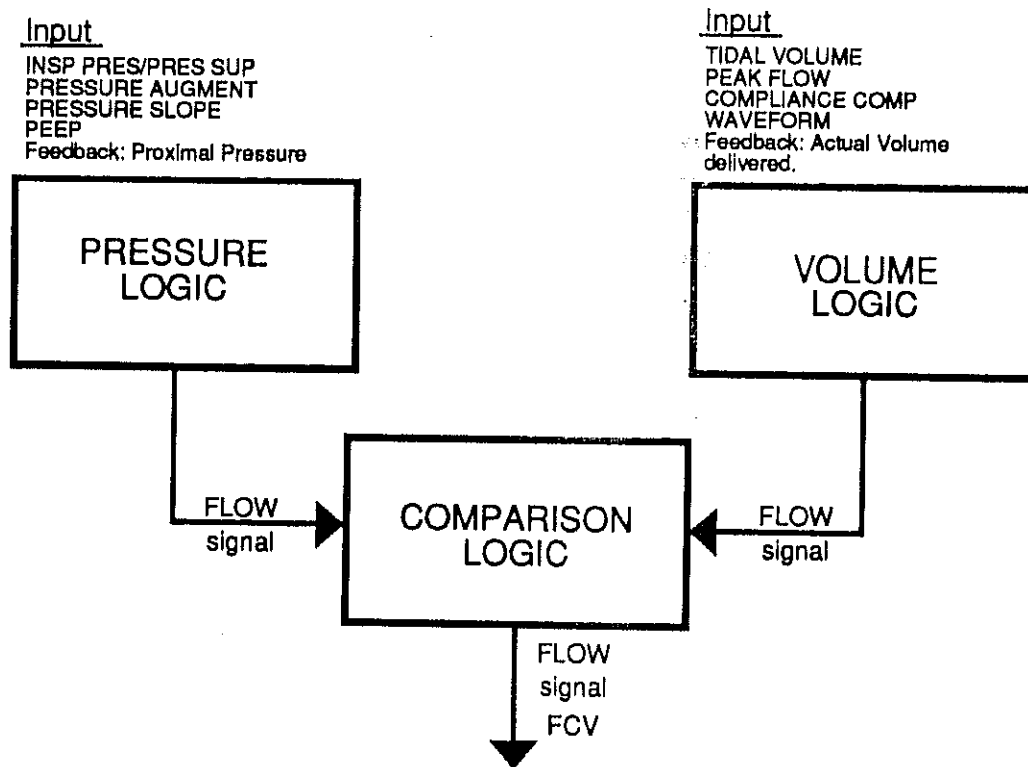 Input
INSP PRES/PRES SUP
PRESSURE AUGMENT
PRESSURE SLOPE
PEEP
Feedback: Proximal Pressure
PRESSURE
LOGIC
Input
TIDAL VOLUME
PEAK FLOW
COMPLIANCE COMP
WAVEFORM
Feedback: Actual Volume
delivered.
VOLUME
LOGIC
FLOW
signal
COMPARISON
LOGIC
FLOW
signal
FLOW
signal
FCV